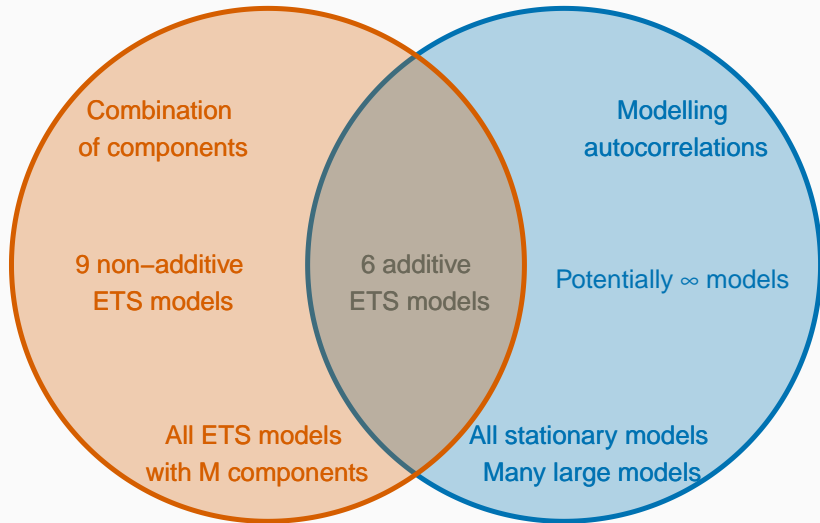 Combination
of components
Modelling
autocorrelations
9 non−additive
ETS models
6 additive
ETS models
Potentially ∞ models
All ETS models
with M components
All stationary models
Many large models